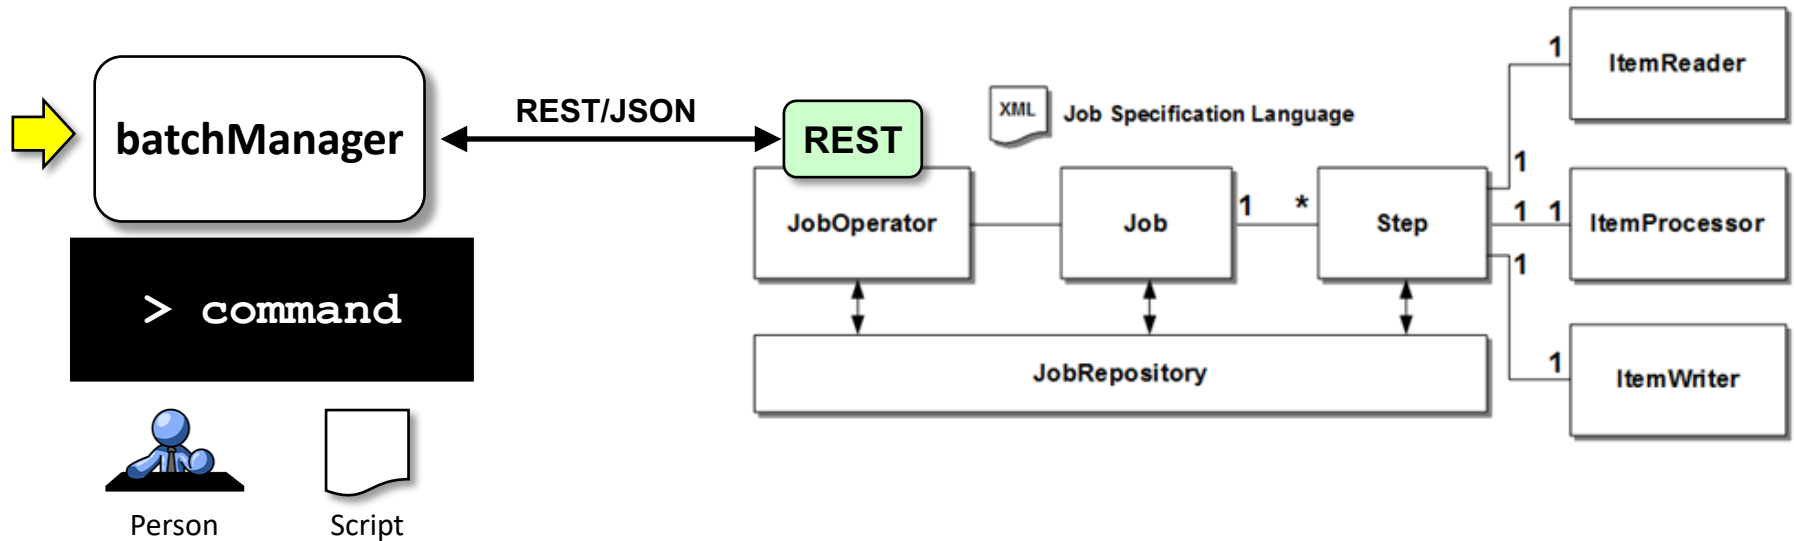 batchManager
> command
Person
Script
REST/JSON
REST
XML
Job Specification Language
JobOperator
Job
1
*
Step
1
1
1
1
1
1
ItemReader
ItemProcessor
ItemWriter
JobRepository